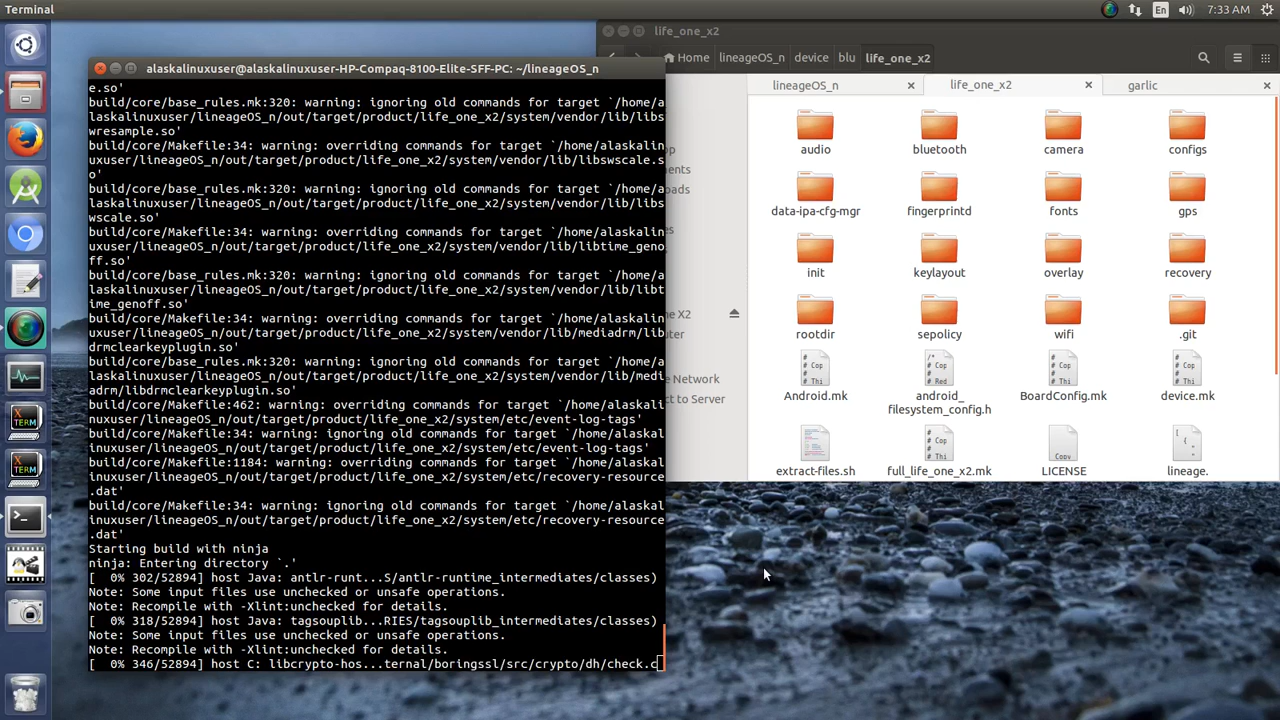 Terminal
En
7:33 AM
life_one_x2
Home
lineageOS_n
device
blu
life_one_x2
alaskalinuxuser@alaskalinuxuser-HP-Compaq-8100-Elite-SFF-PC: ~/lineageOS_n
lineageOS_n
life_one_x2
garlic
e.so'
build/core/base_rules.mk:320: warning: ignoring old commands for target `/home/a
laskalinuxuser/lineageOS_n/out/target/product/life_one_x2/system/vendor/lib/libs
wresample.so'
build/core/Makefile:34: warning: overriding commands for target `/home/alaskalin
uxuser/lineageOS_n/out/target/product/life_one_x2/system/vendor/lib/libswscale.s
o'
build/core/base_rules.mk:320: warning: ignoring old commands for target `/home/a
laskalinuxuser/lineageOS_n/out/target/product/life_one_x2/system/vendor/lib/libs
wscale.so'
build/core/Makefile:34: warning: overriding commands for target `/home/alaskalin
uxuser/lineageOS_n/out/target/product/life_one_x2/system/vendor/lib/libtime_geno
ff.so'
build/core/base_rules.mk:320: warning: ignoring old commands for target `/home/a
laskalinuxuser/lineageOS_n/out/target/product/life_one_x2/system/vendor/lib/libt
ime_genoff.so'
build/core/Makefile:34: warning: overriding commands for target `/home/alaskalin
uxuser/lineageOS_n/out/target/product/life_one_x2/system/vendor/lib/mediadrm/lib
drmclearkeyplugin.so'
build/core/base_rules.mk:320: warning: ignoring old commands for target `/home/a
laskalinuxuser/lineageOS_n/out/target/product/life_one_x2/system/vendor/lib/medi
adrm/libdrmclearkeyplugin.so'
build/core/Makefile:462: warning: overriding commands for target `/home/alaskali
nuxuser/lineageOS_n/out/target/product/life_one_x2/system/etc/event-log-tags'
build/core/Makefile:34: warning: ignoring old commands for target `/home/alaskal
inuxuser/lineageOS_n/out/target/product/life_one_x2/system/etc/event-log-tags'
build/core/Makefile:1184: warning: overriding commands for target `/home/alaskal
inuxuser/lineageOS_n/out/target/product/life_one_x2/system/etc/recovery-resource
.dat'
build/core/Makefile:34: warning: ignoring old commands for target `/home/alaskal
inuxuser/lineageOS_n/out/target/product/life_one_x2/system/etc/recovery-resource
.dat'
Starting build with ninja
ninja: Entering directory `.'
[  0% 302/52894] host Java: antlr-runt...S/antlr-runtime_intermediates/classes)
Note: Some input files use unchecked or unsafe operations.
Note: Recompile with -Xlint:unchecked for details.
[  0% 318/52894] host Java: tagsouplib...RIES/tagsouplib_intermediates/classes)
Note: Some input files use unchecked or unsafe operations.
Note: Recompile with -Xlint:unchecked for details.
[  0% 346/52894] host C: libcrypto-hos...ternal/boringssl/src/crypto/dh/check.c
op
ments
loads
es
ne X2
uter
se Network
ect to Server
audio
bluetooth
camera
configs
data-ipa-cfg-mgr
fingerprintd
fonts
gps
init
keylayout
overlay
recovery
rootdir
sepolicy
wifi
.git
Android.mk
android_
filesystem_config.h
BoardConfig.mk
device.mk
extract-files.sh
full_life_one_x2.mk
LICENSE
lineage.